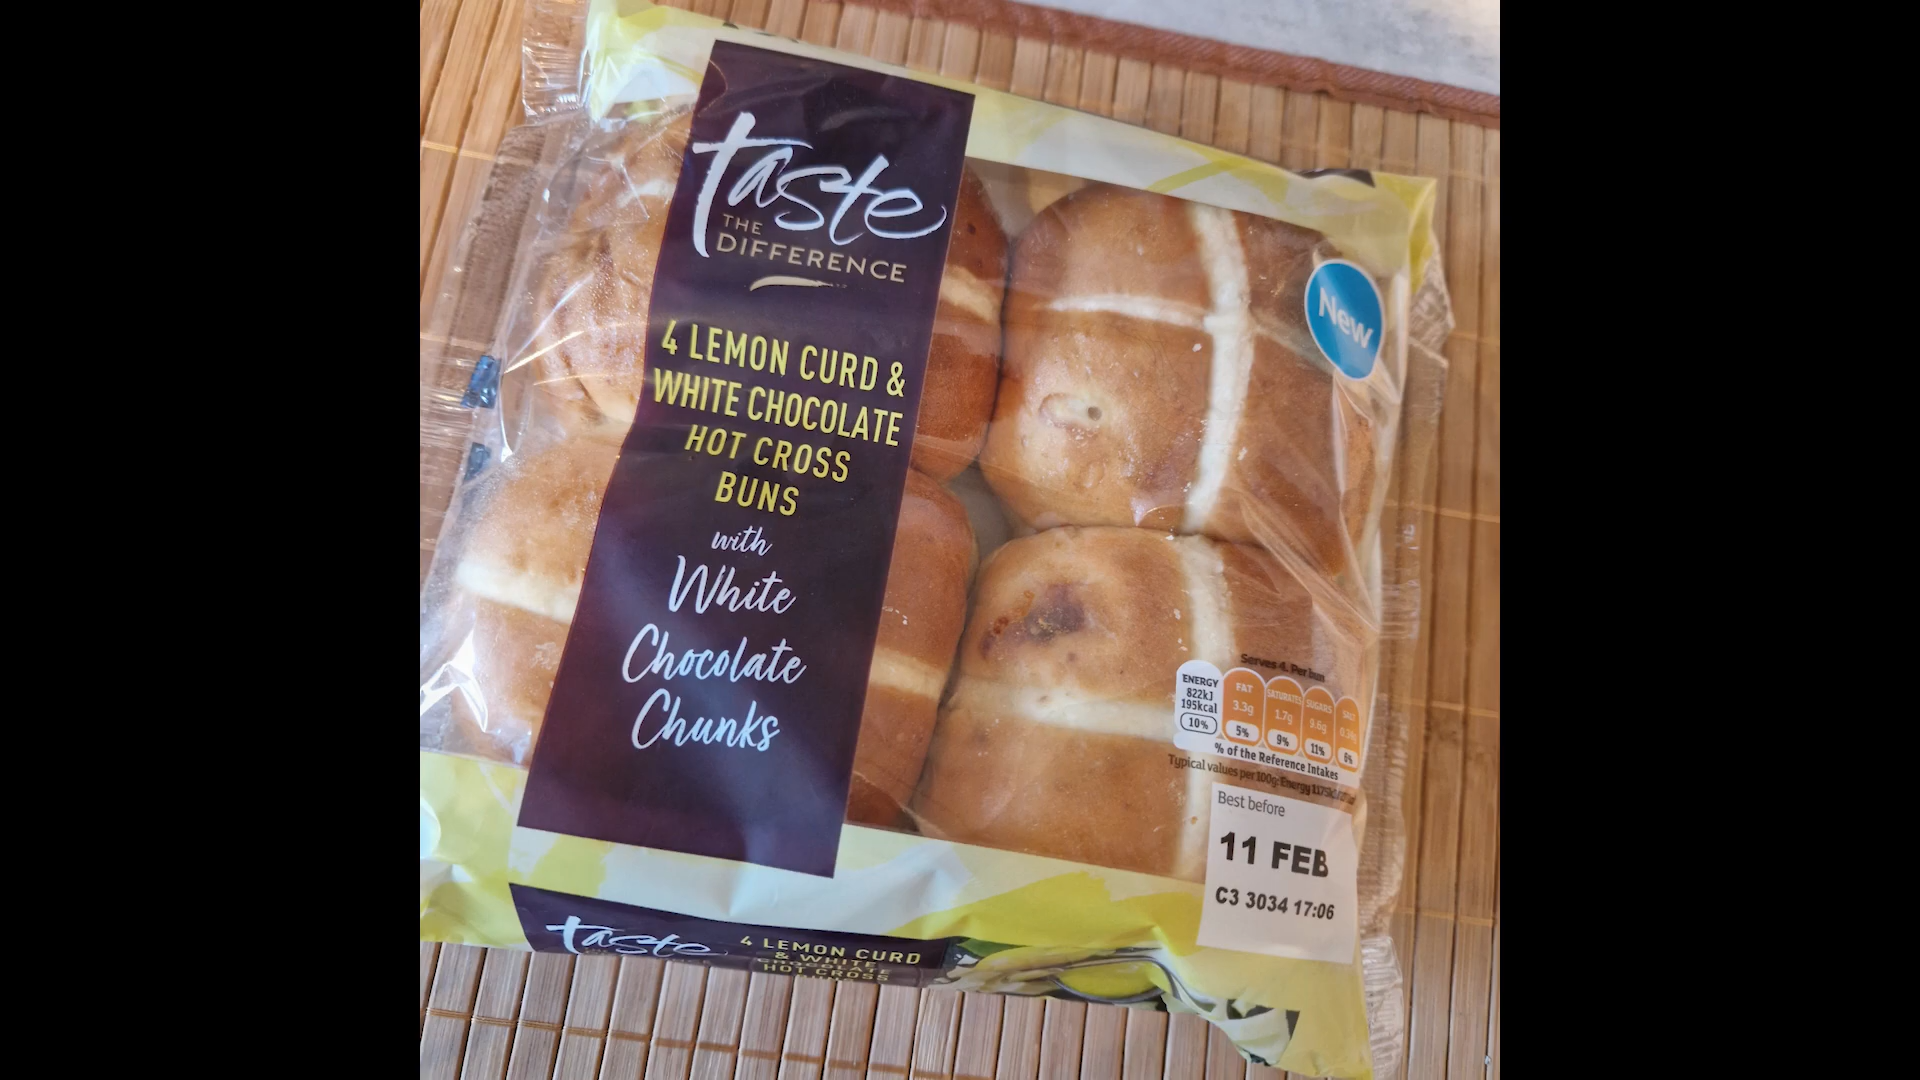 taste
THE
DIFFERENCE
4 LEMON CURD &
WHITE CHOCOLATE
HOT CROSS
BUNS
with
White
Chocolate
Chunks
New
Serves 4. Per bun
ENERGY
822kJ
195kcal
10%
FAT
3.3g
5%
SATURATES
1.7g
9%
SUGARS
9.6g
11%
SALT
6%
% of the Reference Intakes
Typical values per 100g: Energy
Best before
11 FEB
C3 3034 17:06
taste
4 LEMON CURD
& WHITE
CHOCOLATE
HOT CROSS